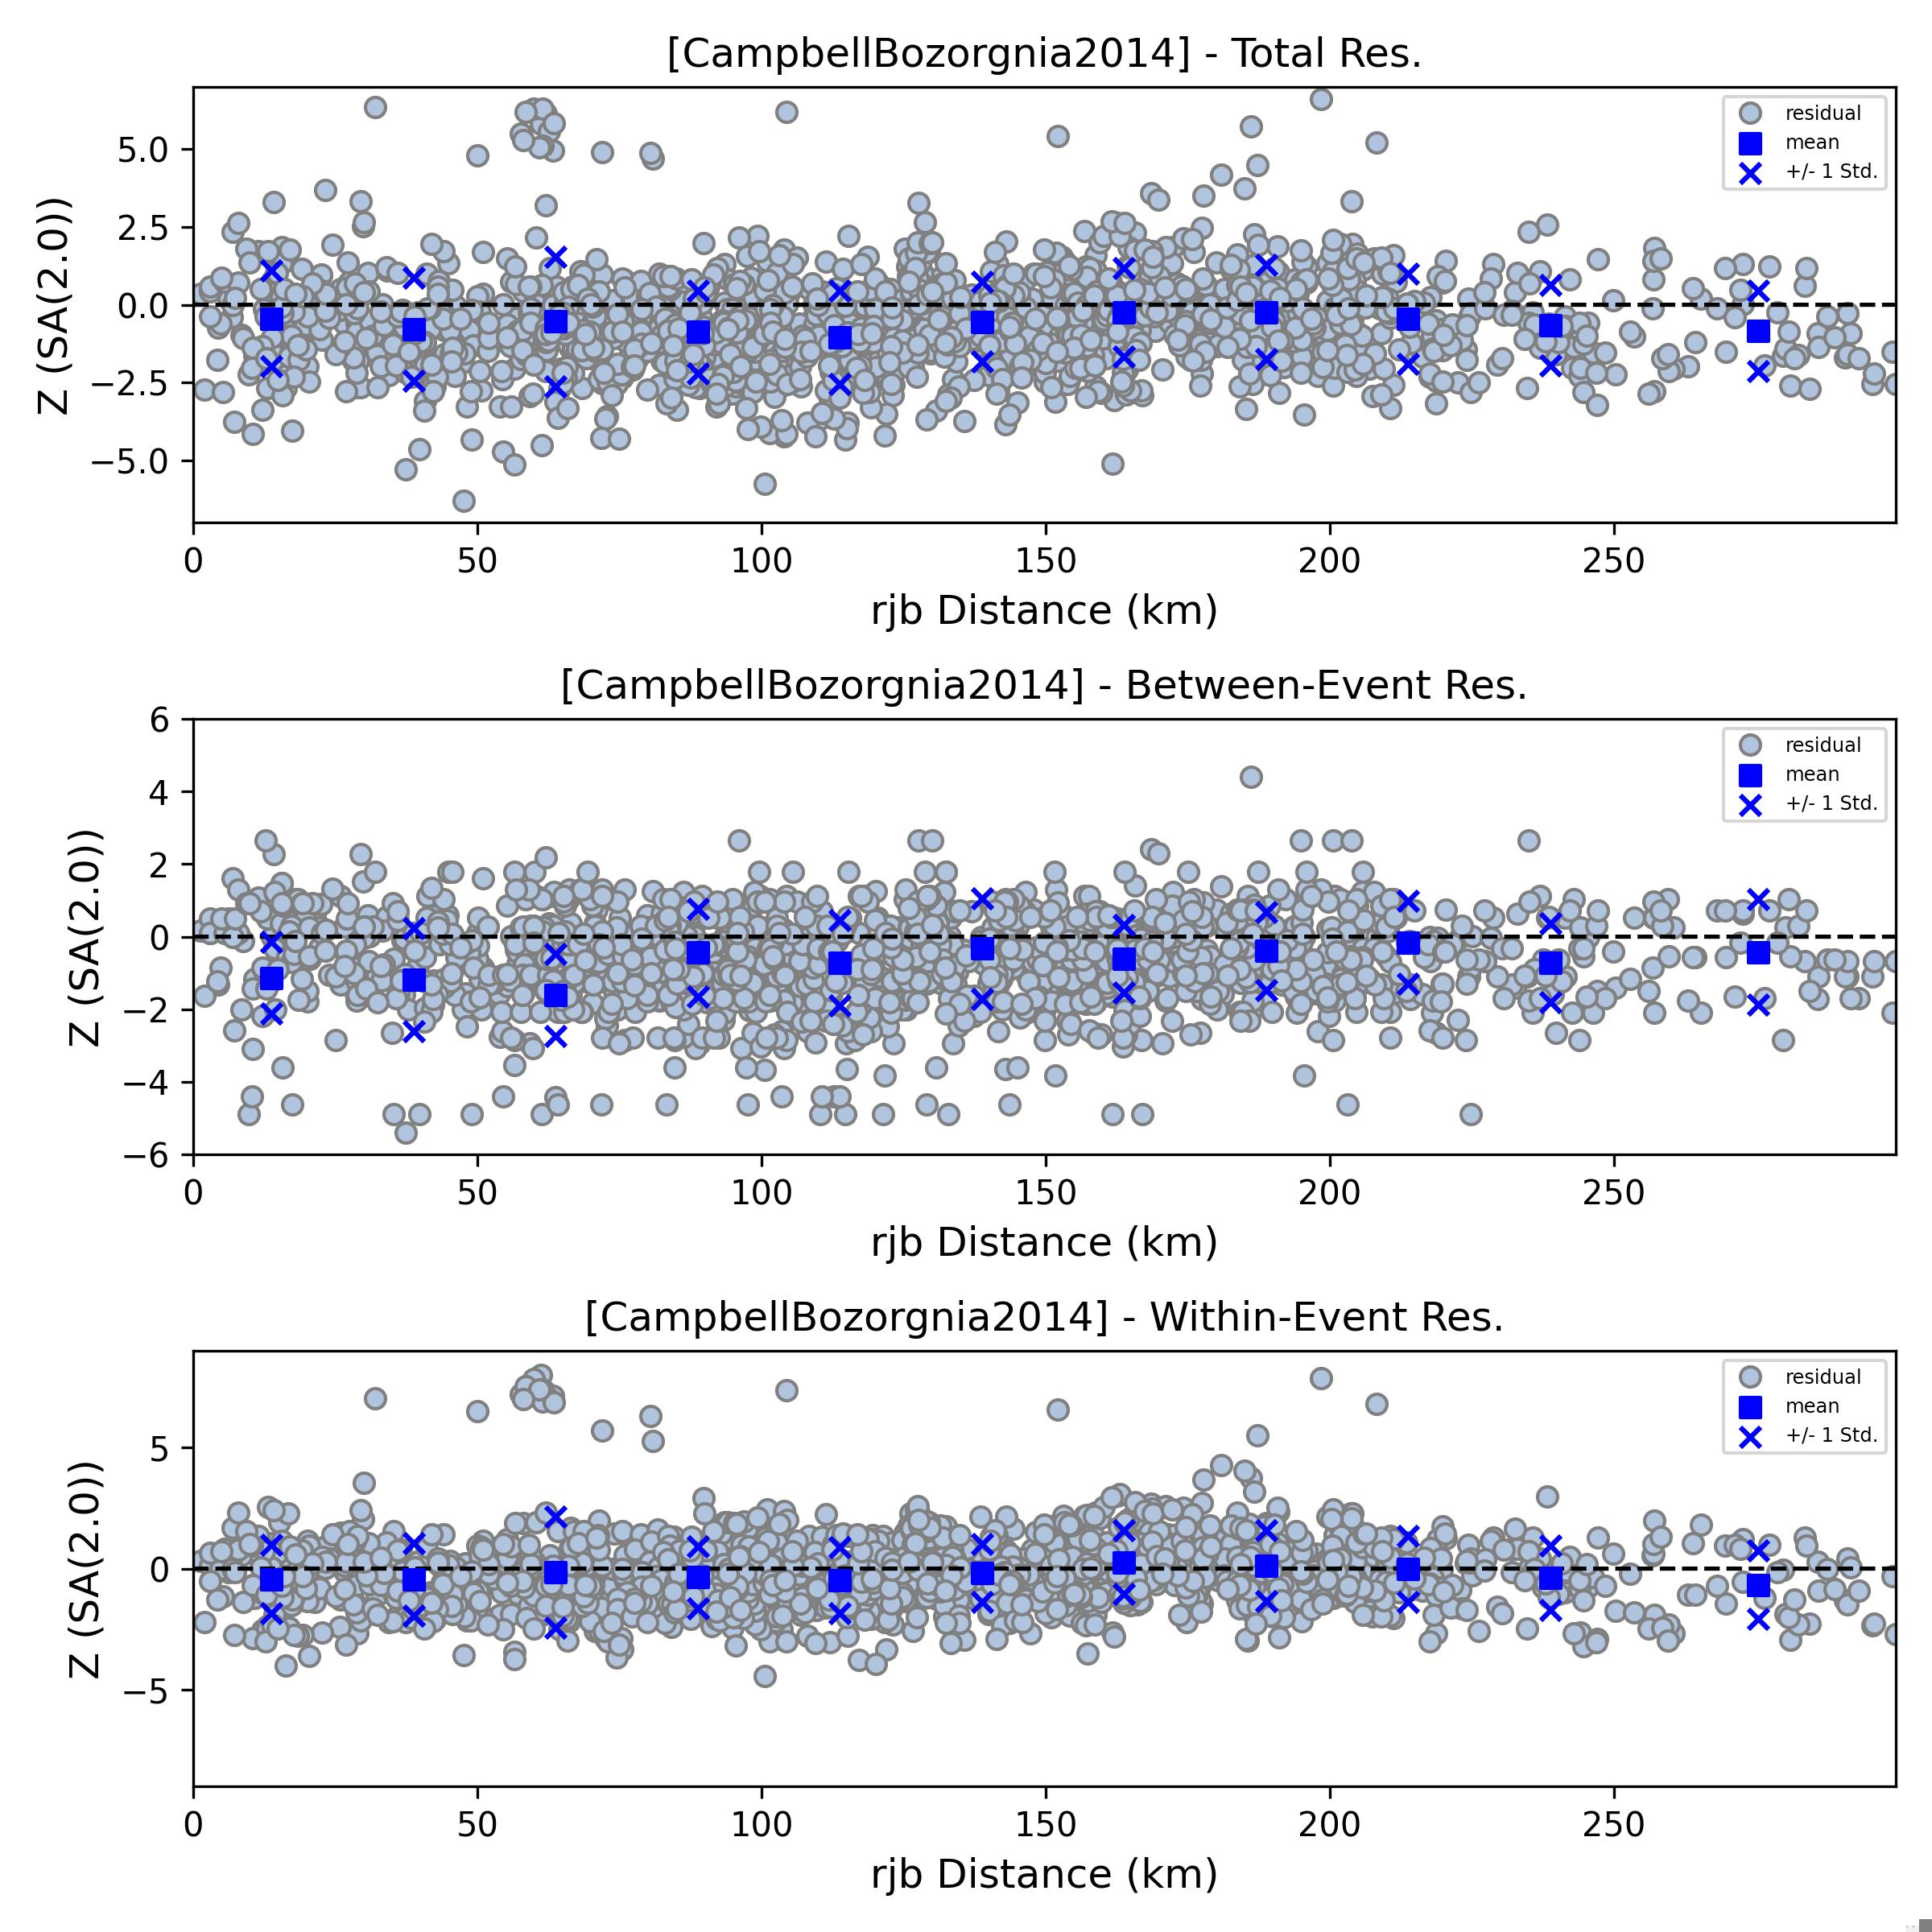 [CampbellBozorgnia2014] - Total Res.
residual
mean
+/- 1 Std.
Z (SA(2.0))
5.0
2.5
0.0
−2.5
−5.0
0 50 100 150 200 250
rjb Distance (km)
[CampbellBozorgnia2014] - Between-Event Res.
residual
mean
+/- 1 Std.
Z (SA(2.0))
6
4
2
0
−2
−4
−6
0 50 100 150 200 250
rjb Distance (km)
[CampbellBozorgnia2014] - Within-Event Res.
residual
mean
+/- 1 Std.
Z (SA(2.0))
5
0
−5
0 50 100 150 200 250
rjb Distance (km)